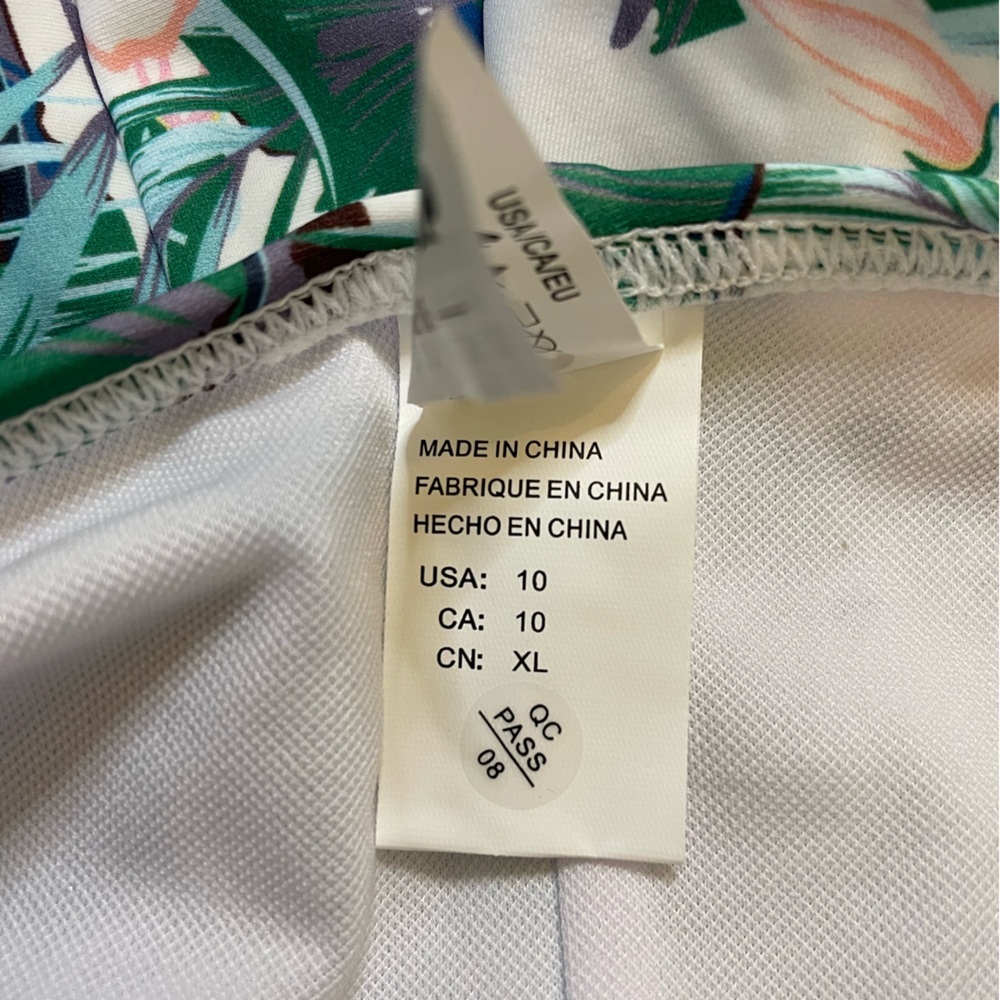 USA/CA/EU
MADE IN CHINA
FABRIQUE EN CHINA
HECHO EN CHINA
USA: 10
CA: 10
CN: XL
QC
PASS
08